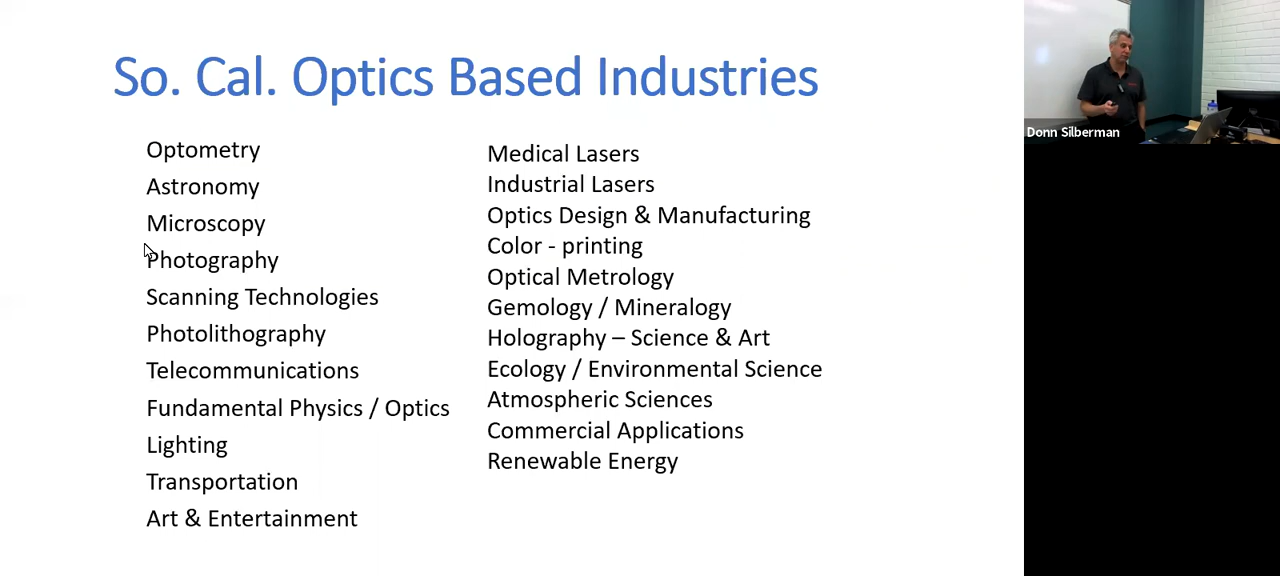 So. Cal. Optics Based Industries
Optometry
Astronomy
Microscopy
Photography
Scanning Technologies
Photolithography
Telecommunications
Fundamental Physics / Optics
Lighting
Transportation
Art & Entertainment
Medical Lasers
Industrial Lasers
Optics Design & Manufacturing
Color - printing
Optical Metrology
Gemology / Mineralogy
Holography – Science & Art
Ecology / Environmental Science
Atmospheric Sciences
Commercial Applications
Renewable Energy
Donn Silberman